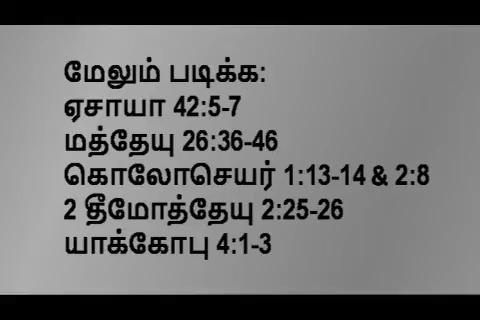 மேலும் படிக்க:
ஏசாயா 42:5-7
மத்தேயு 26:36-46
கொலோசெயர் 1:13-14 & 2:8
2 தீமோத்தேயு 2:25-26
யாக்கோபு 4:1-3